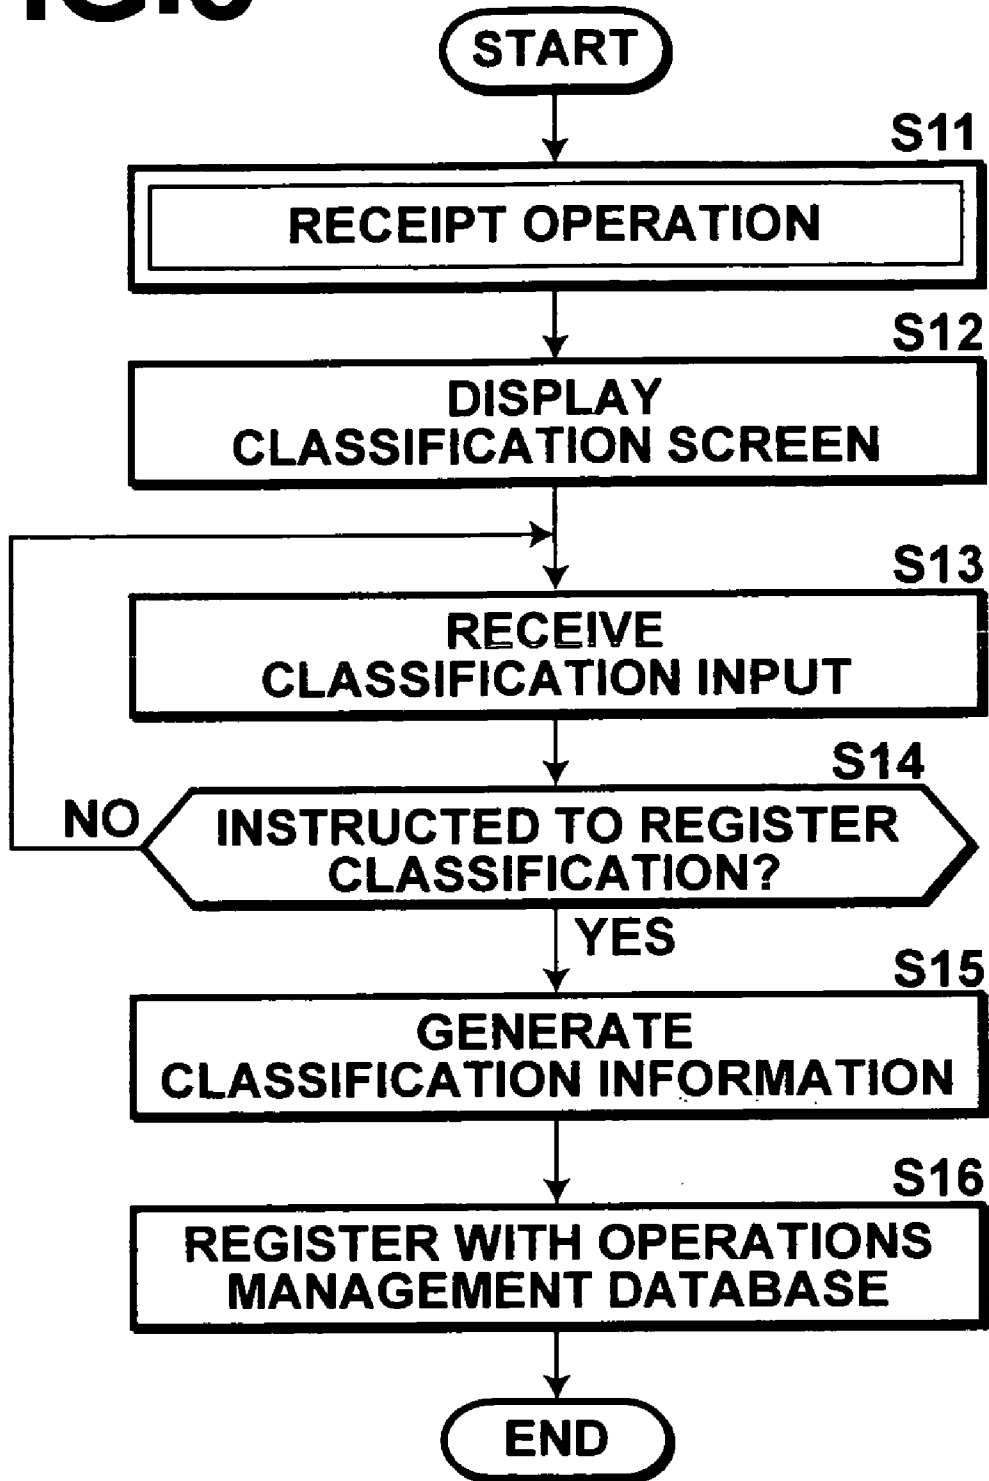 START
S11
RECEIPT OPERATION
S12
DISPLAY
CLASSIFICATION SCREEN
S13
RECEIVE
CLASSIFICATION INPUT
S14
NO
INSTRUCTED TO REGISTER
CLASSIFICATION?
YES
S15
GENERATE
CLASSIFICATION INFORMATION
S16
REGISTER WITH OPERATIONS
MANAGEMENT DATABASE
END